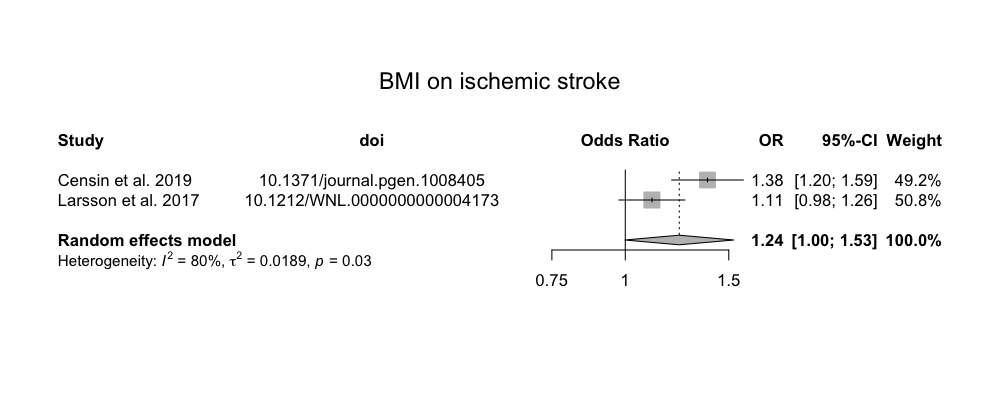 BMI on ischemic stroke
Study doi Odds Ratio OR 95%-CI Weight
Censin et al. 2019 10.1371/journal.pgen.1008405 1.38 [1.20; 1.59] 49.2%
Larsson et al. 2017 10.1212/WNL.0000000000004173 1.11 [0.98; 1.26] 50.8%
Random effects model 1.24 [1.00; 1.53] 100.0%
Heterogeneity: I² = 80%, τ² = 0.0189, p = 0.03
0.75 1 1.5